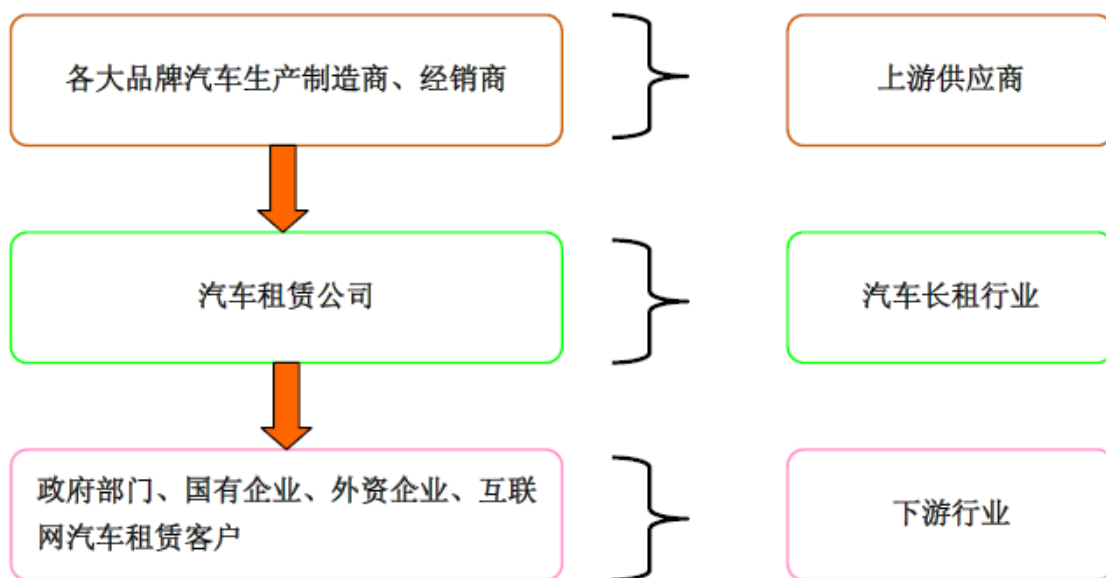 各大品牌汽车生产制造商、经销商
上游供应商
汽车租赁公司
汽车长租行业
政府部门、国有企业、外资企业、互联
网汽车租赁客户
下游行业